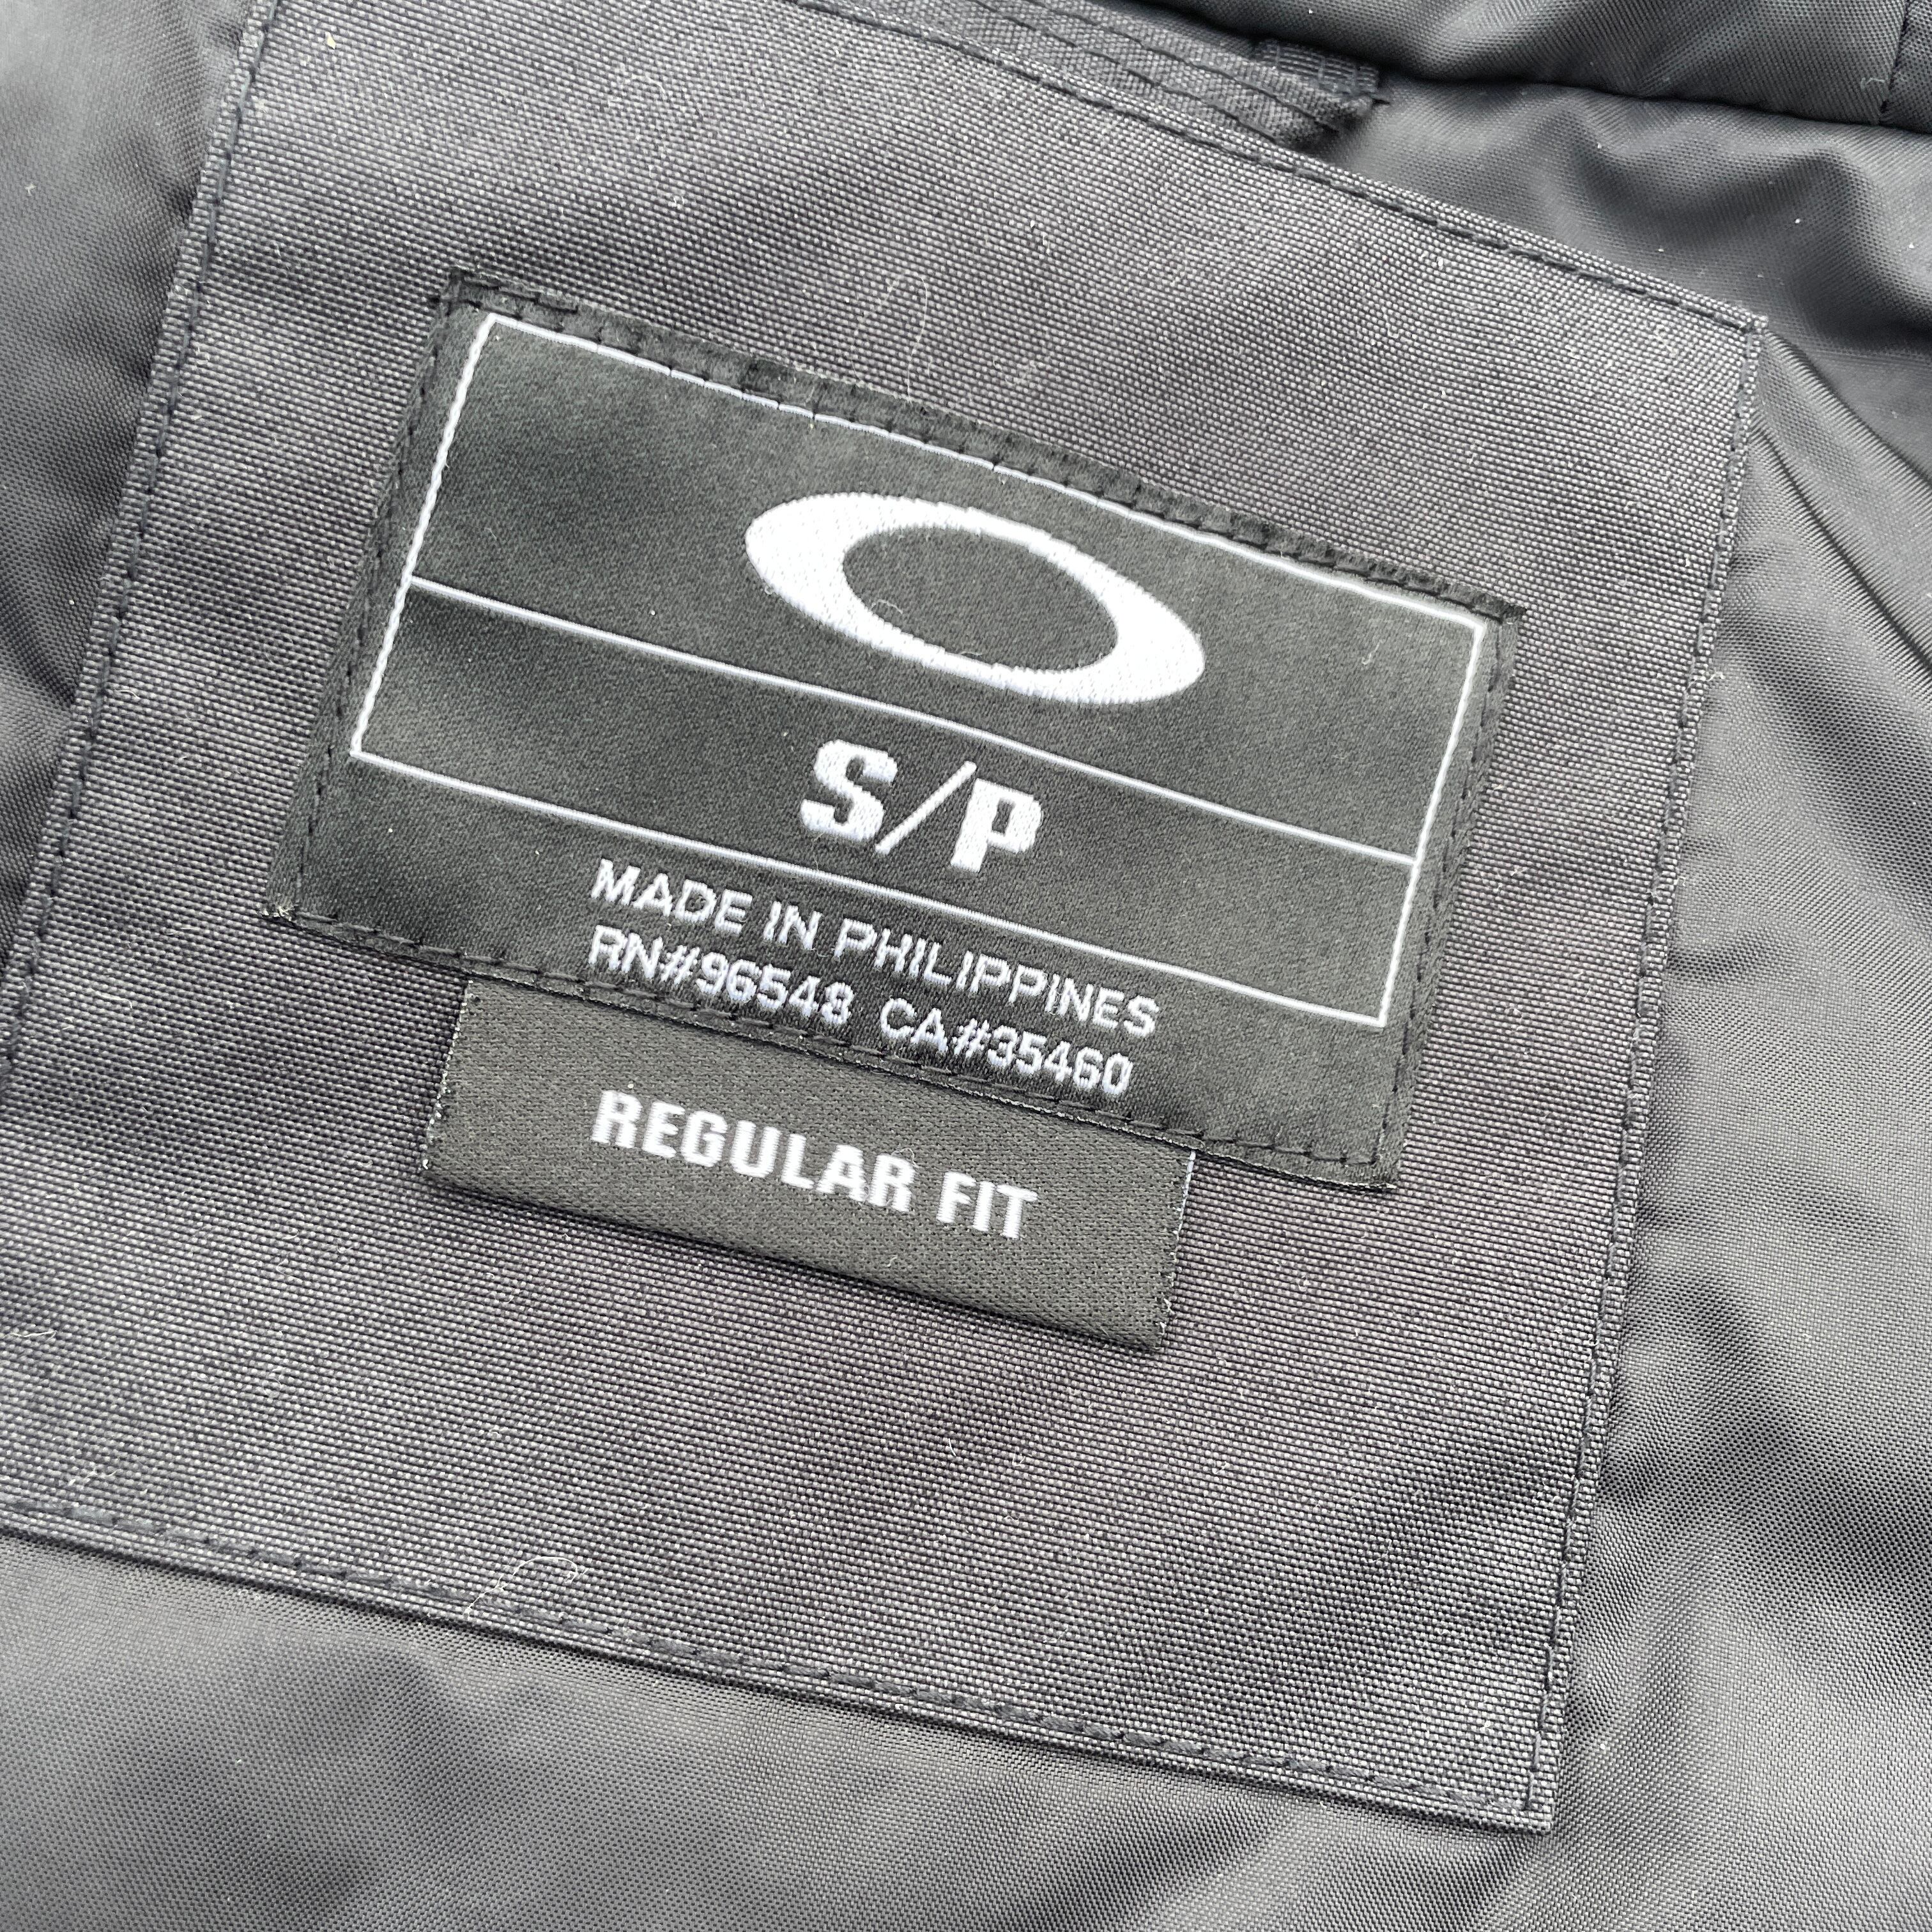 S/P
MADE IN PHILIPPINES
RN#96548 CA#35460
REGULAR FIT